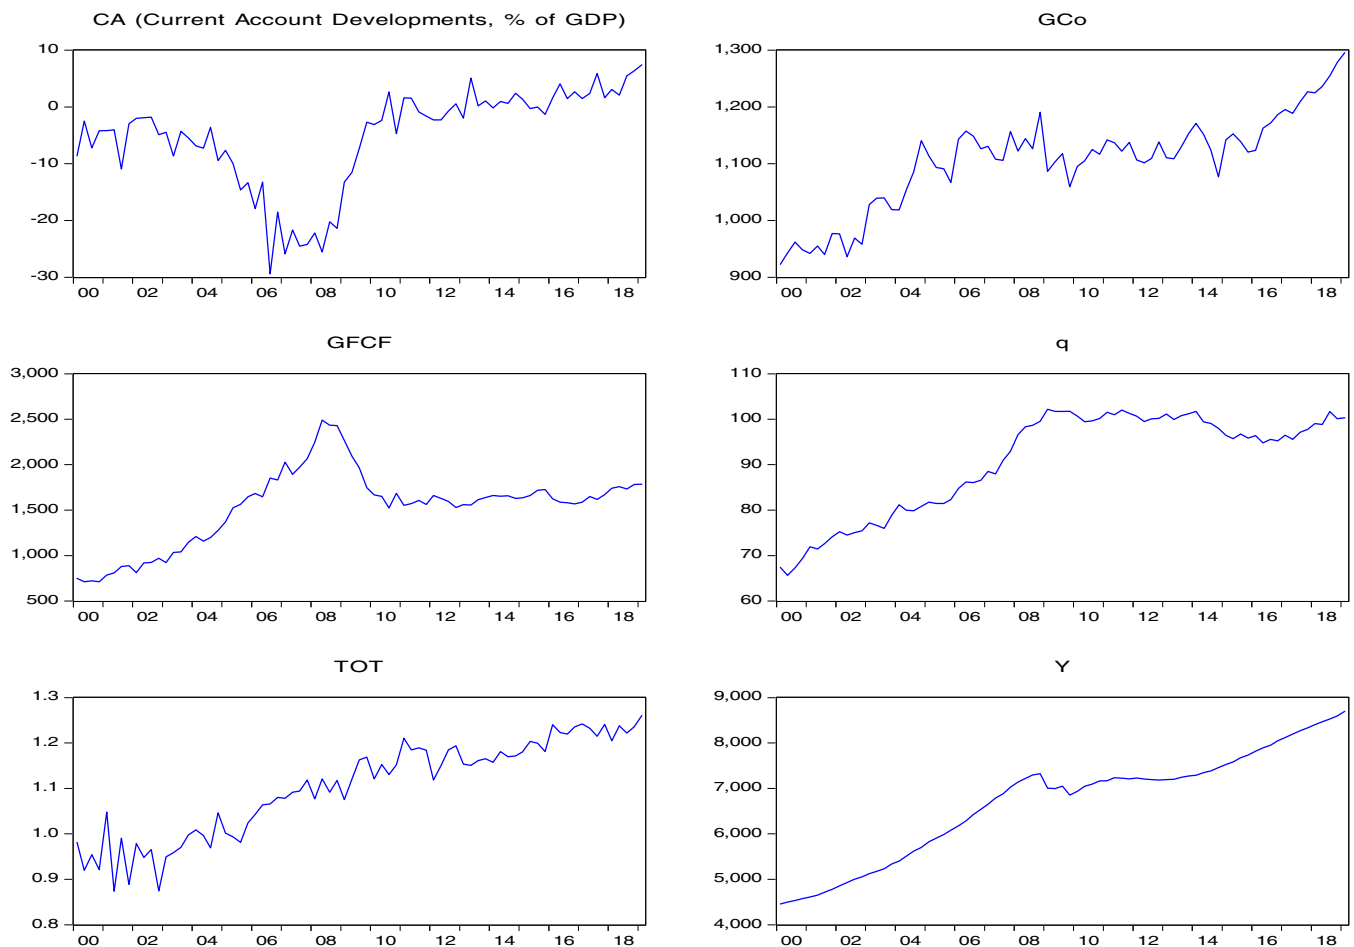 CA (Current Account Developments, % of GDP)
10
0
-10
-20
-30
00 02 04 06 08 10 12 14 16 18
GCo
1,300
1,200
1,100
1,000
900
00 02 04 06 08 10 12 14 16 18
GFCF
3,000
2,500
2,000
1,500
1,000
500
00 02 04 06 08 10 12 14 16 18
q
110
100
90
80
70
60
00 02 04 06 08 10 12 14 16 18
TOT
1.3
1.2
1.1
1.0
0.9
0.8
00 02 04 06 08 10 12 14 16 18
Y
9,000
8,000
7,000
6,000
5,000
4,000
00 02 04 06 08 10 12 14 16 18